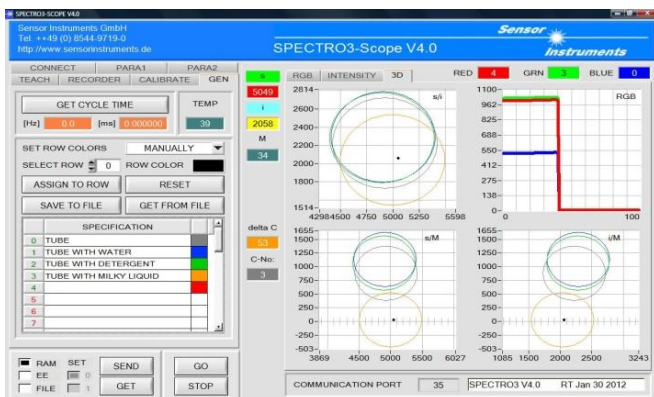 SPECTRO3-SCOPE V4.0
Sensor Instruments GmbH
Tel. ++49 (0) 8544-9719-0
http://www.sensorinstruments.de
SPECTRO3-Scope V4.0
Sensor
Instruments
CONNECT PARA1 PARA2
TEACH RECORDER CALIBRATE GEN
GET CYCLE TIME TEMP
[Hz] 0.0 [ms] 0.000000 39
SET ROW COLORS MANUALLY
SELECT ROW 0 ROW COLOR
ASSIGN TO ROW RESET
SAVE TO FILE GET FROM FILE
SPECIFICATION
0 TUBE
1 TUBE WITH WATER
2 TUBE WITH DETERGENT
3 TUBE WITH MILKY LIQUID
4
5
6
7
RAM SET SEND GO
EE 0
FILE 1 GET STOP
s
5049
i
2058
M
34
delta C
53
C-No:
3
RGB INTENSITY 3D RED 4 GRN 3 BLUE 0
2814
2600
2400
2200
2000
1800
1514
4298 4500 4750 5000 5250 5598
s/i
1100
962
825
688
550
412
275
138
0
0 100
RGB
1655
1500
1250
1000
750
500
250
0
-250
-503
3869 4500 5000 5500 6027
s/M
1655
1500
1250
1000
750
500
250
0
-250
-503
1085 1500 2000 2500 3243
i/M
COMMUNICATION PORT 35 SPECTRO3 V4.0 RT Jan 30 2012